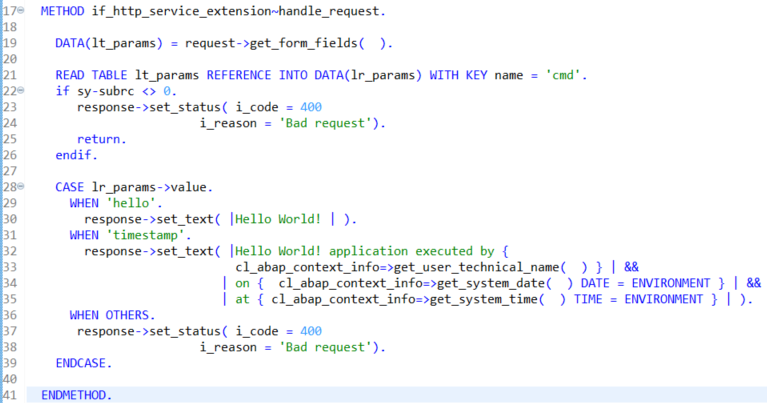 17 METHOD if_http_service_extension~handle_request.
18
19 DATA(lt_params) = request->get_form_fields(  ).
20
21 READ TABLE lt_params REFERENCE INTO DATA(lr_params) WITH KEY name = 'cmd'.
22 if sy-subrc <> 0.
23 response->set_status( i_code = 400
24 i_reason = 'Bad request').
25 return.
26 endif.
27
28 CASE lr_params->value.
29 WHEN 'hello'.
30 response->set_text( |Hello World! | ).
31 WHEN 'timestamp'.
32 response->set_text( |Hello World! application executed by {
33 cl_abap_context_info=>get_user_technical_name(  ) } | &&
34 | on {  cl_abap_context_info=>get_system_date(  ) DATE = ENVIRONMENT } | &&
35 | at { cl_abap_context_info=>get_system_time(  ) TIME = ENVIRONMENT } | ).
36 WHEN OTHERS.
37 response->set_status( i_code = 400
38 i_reason = 'Bad request').
39 ENDCASE.
40
41 ENDMETHOD.